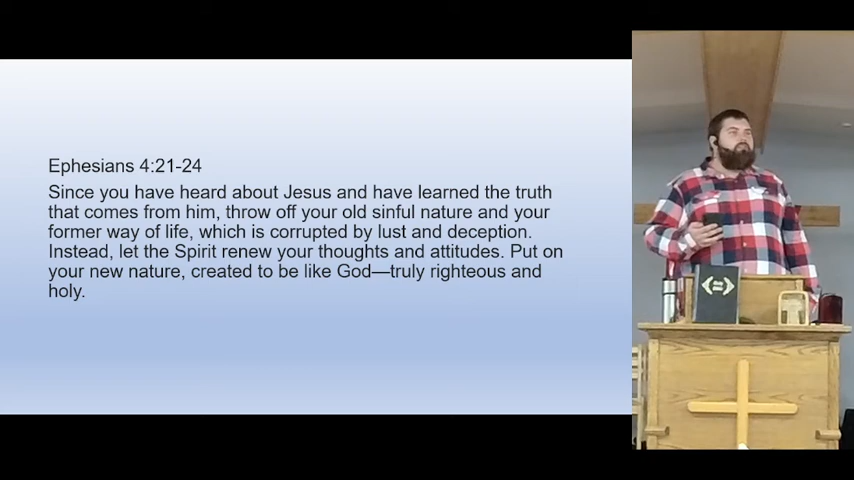 Ephesians 4:21-24
Since you have heard about Jesus and have learned the truth
that comes from him, throw off your old sinful nature and your
former way of life, which is corrupted by lust and deception.
Instead, let the Spirit renew your thoughts and attitudes. Put on
your new nature, created to be like God—truly righteous and
holy.